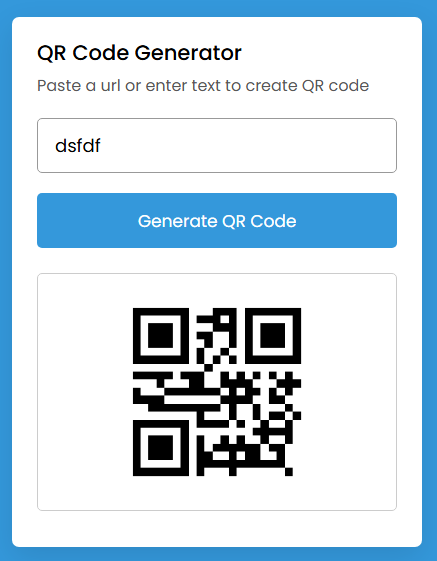 QR Code Generator
Paste a url or enter text to create QR code
dsfdf
Generate QR Code